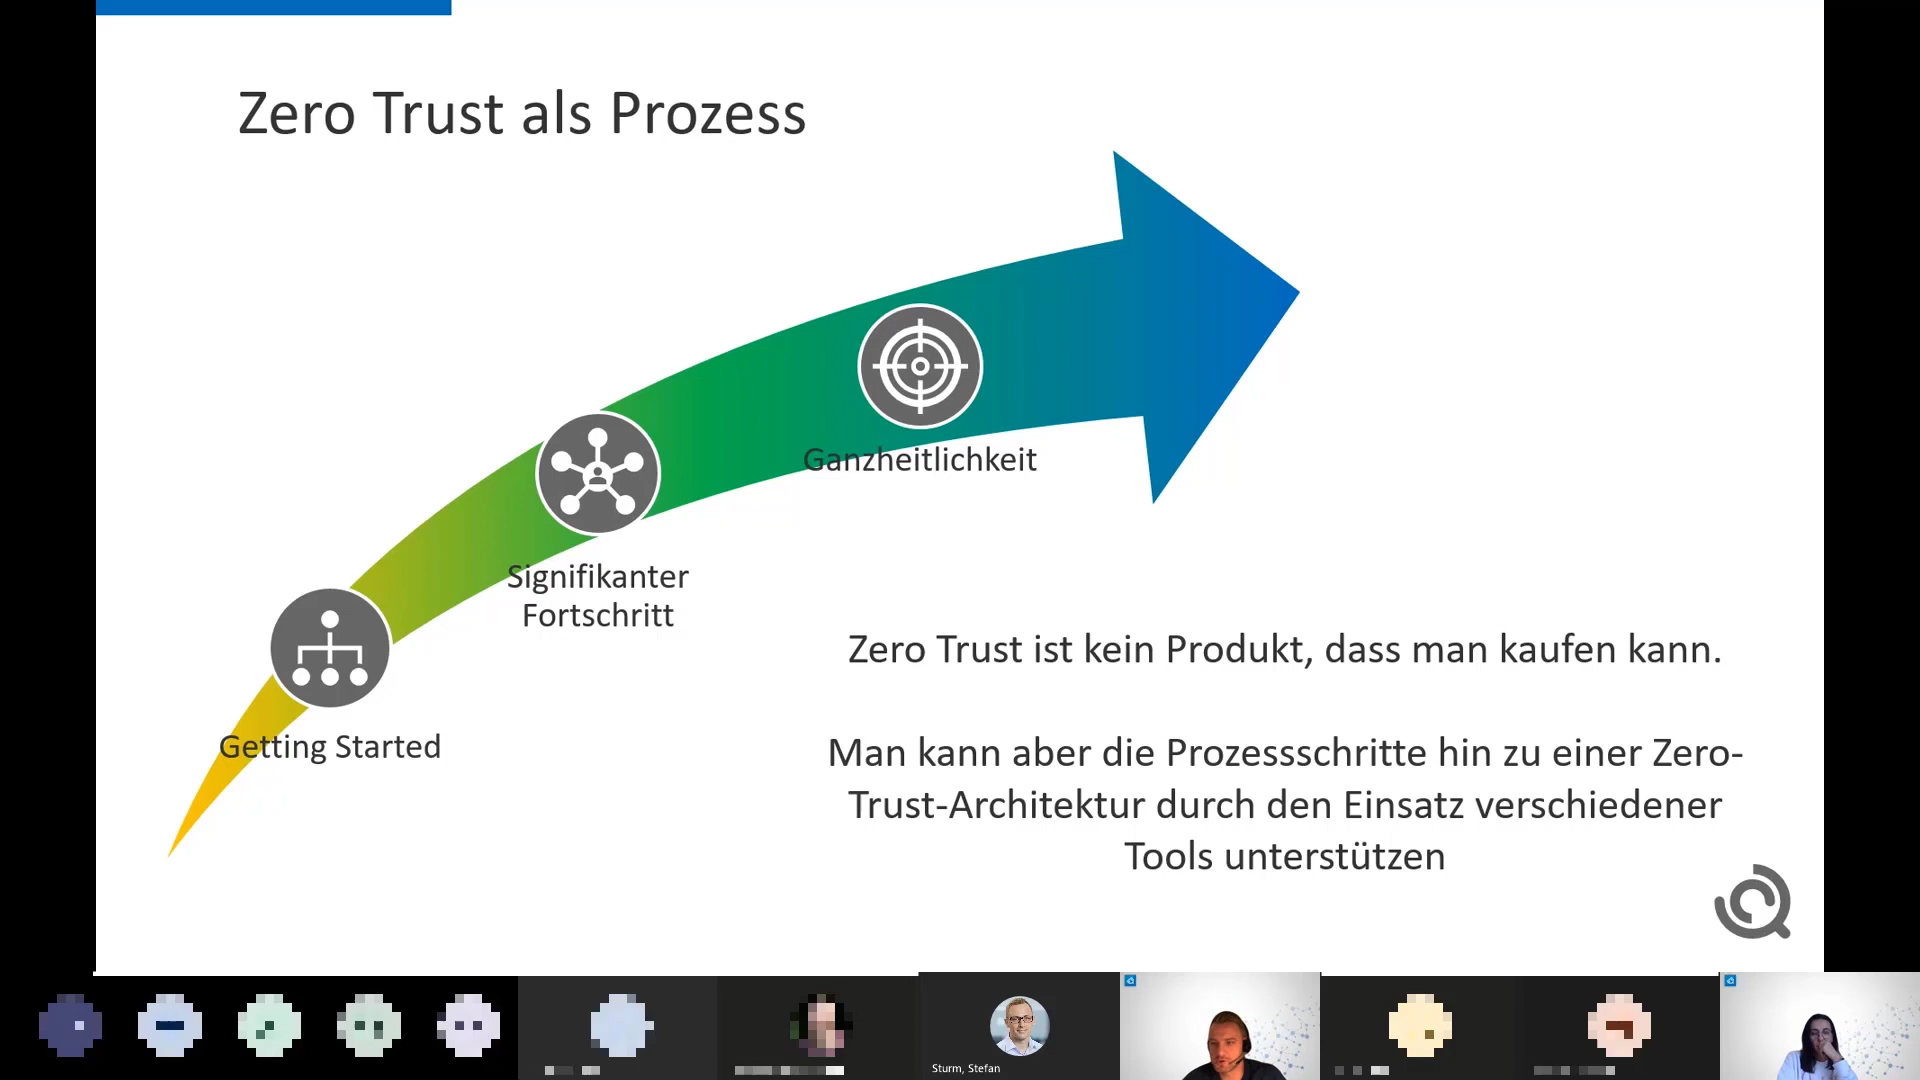 Zero Trust als Prozess
Ganzheitlichkeit
Signifikanter
Fortschritt
Getting Started
Zero Trust ist kein Produkt, dass man kaufen kann.
Man kann aber die Prozessschritte hin zu einer Zero-
Trust-Architektur durch den Einsatz verschiedener
Tools unterstützen
Sturm, Stefan